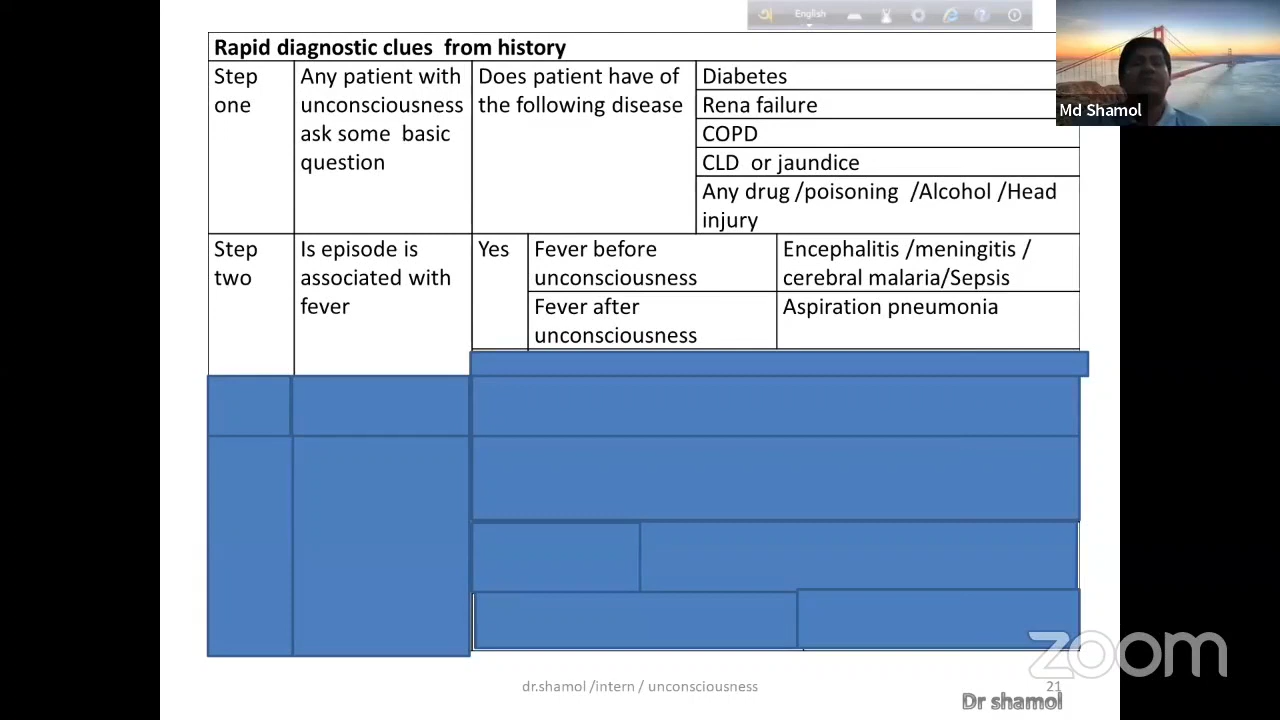 English
Rapid diagnostic clues from history
Step
one
Any patient with
unconsciousness
ask some basic
question
Does patient have of
the following disease
Diabetes
Rena failure
COPD
CLD or jaundice
Any drug /poisoning /Alcohol /Head
injury
Step
two
Is episode is
associated with
fever
Yes
Fever before
unconsciousness
Encephalitis /meningitis /
cerebral malaria/Sepsis
Fever after
unconsciousness
Aspiration pneumonia
Md Shamol
zoom
dr.shamol /intern / unconsciousness
21
Dr shamol